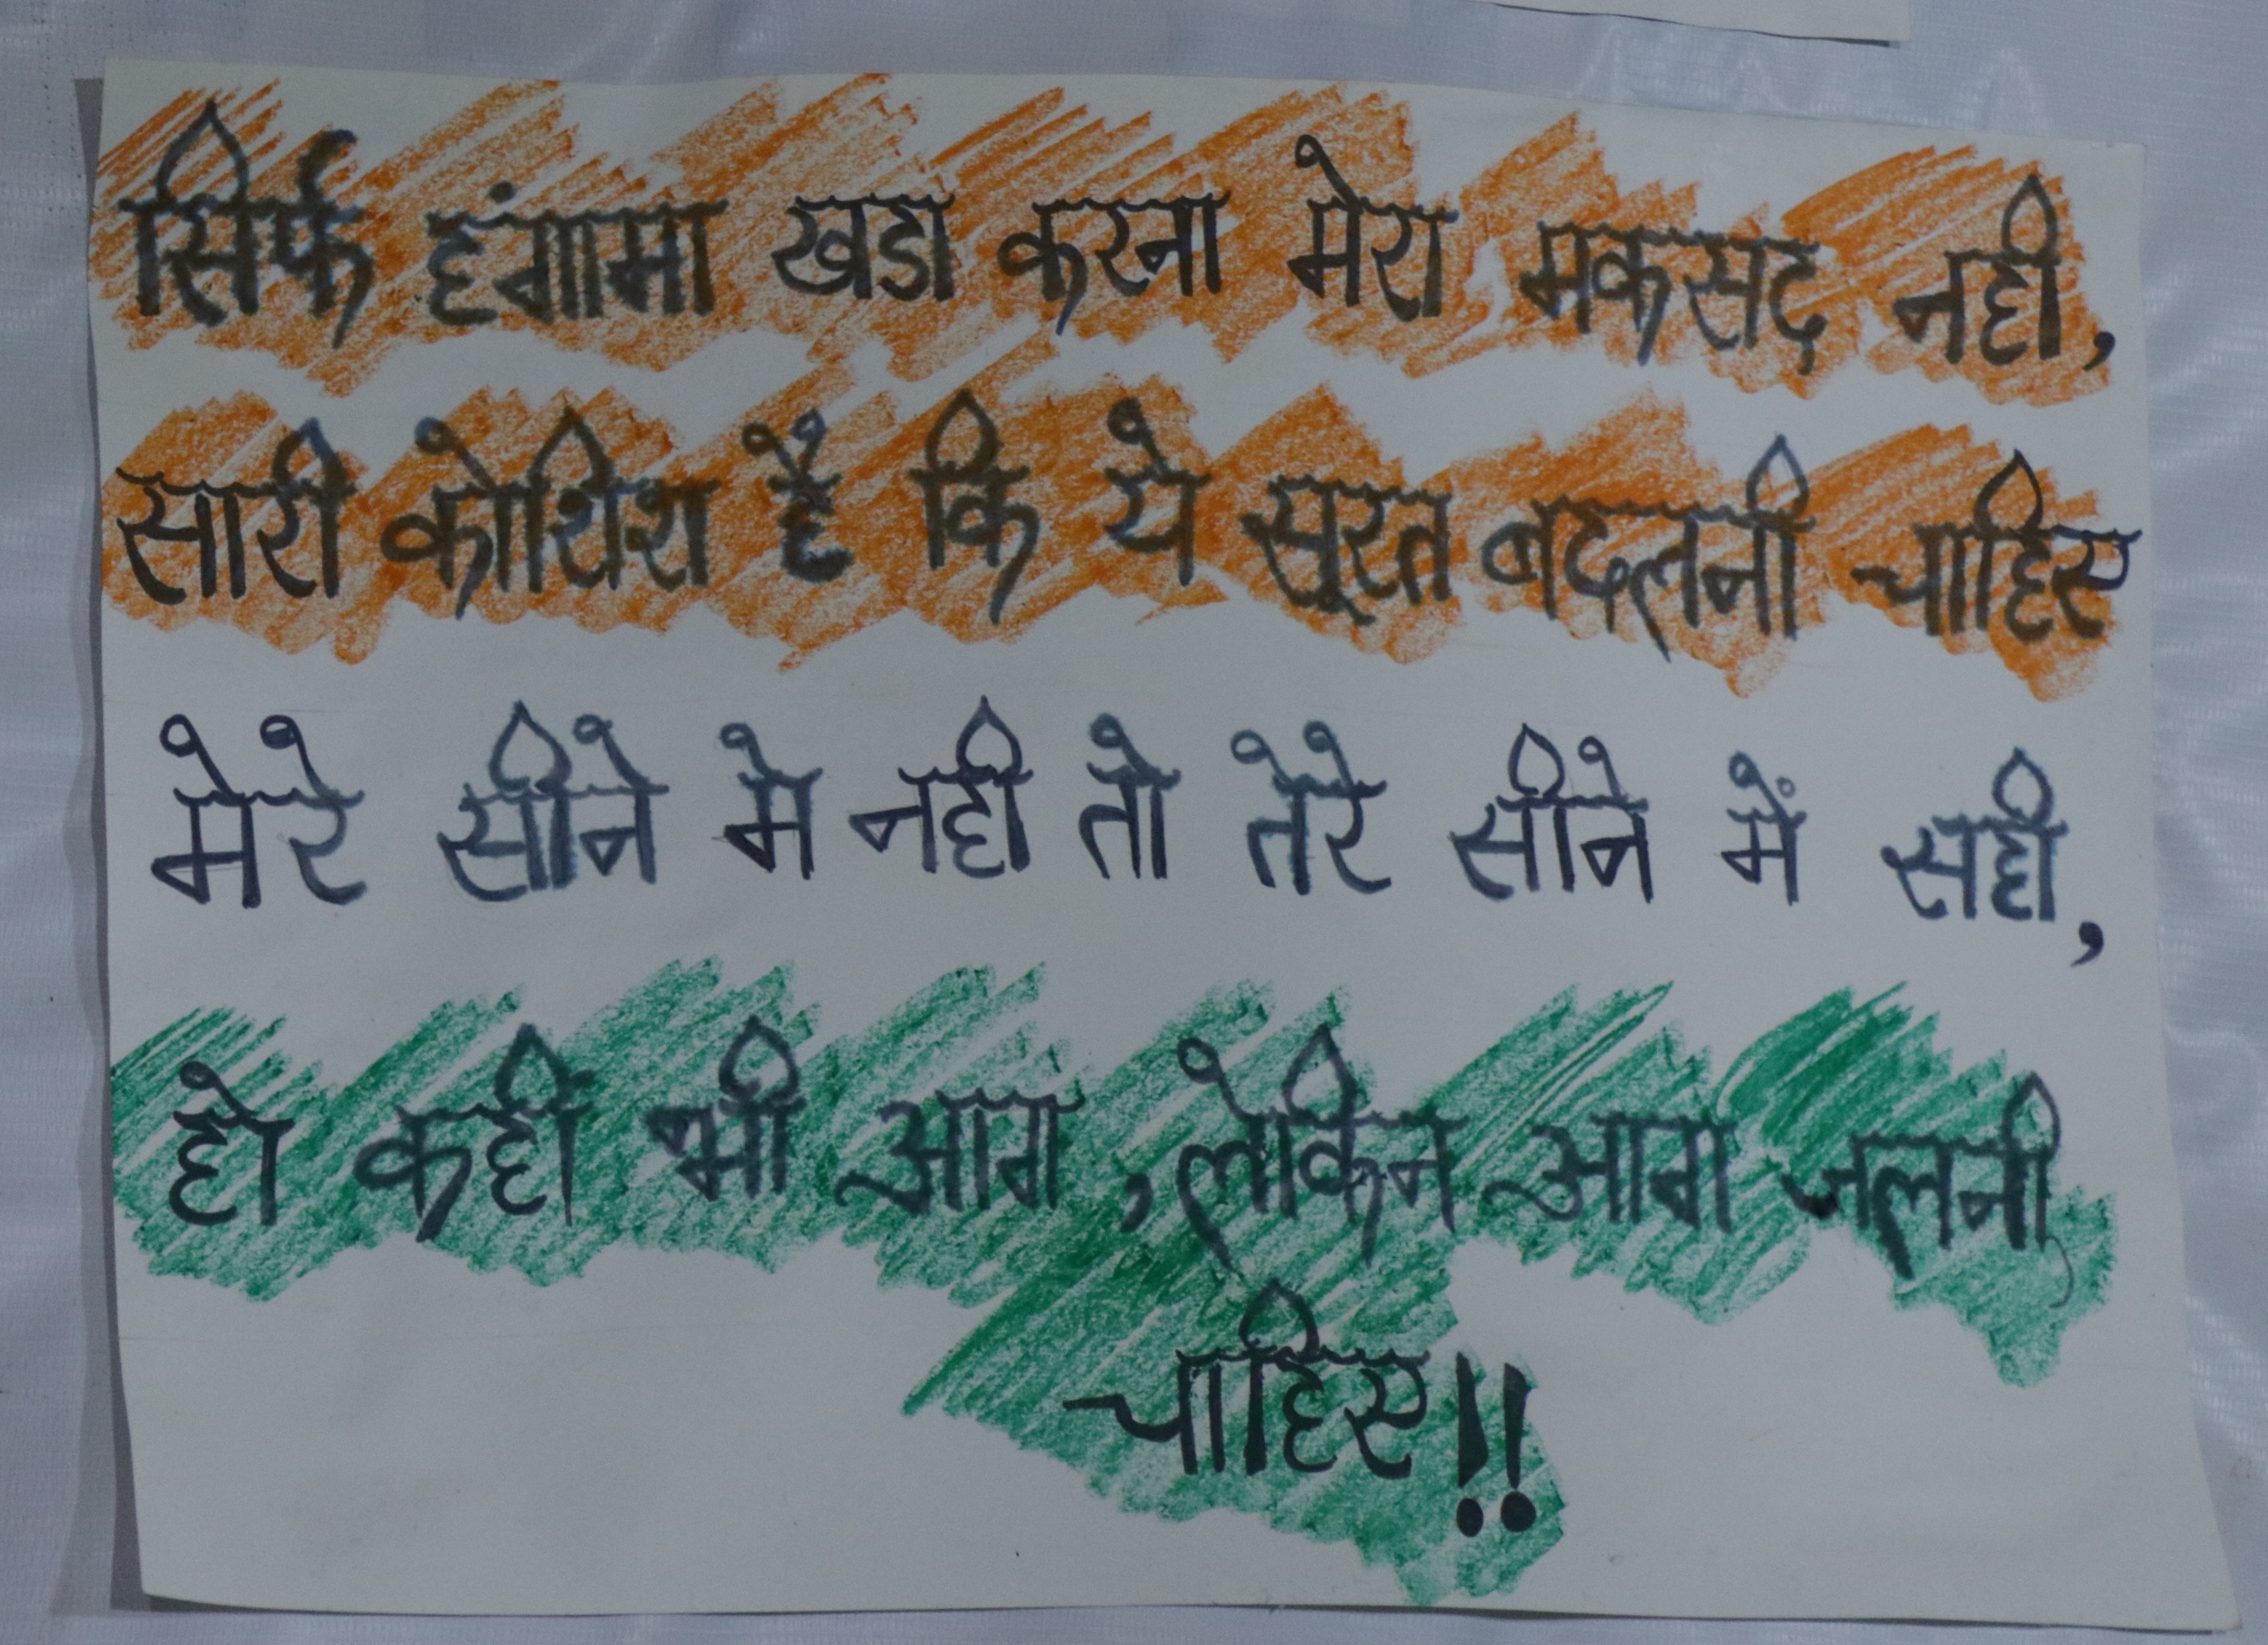 सिर्फ हंगामा खडा करना मेरा मकसद नही,
सारी कोशिश है कि ये सूरत बदलनी चाहिए
मेरे सीने मे नही तो तेरे सीने में सही,
हो कही भी आग, लेकिन आग जलनी
चाहिए!!